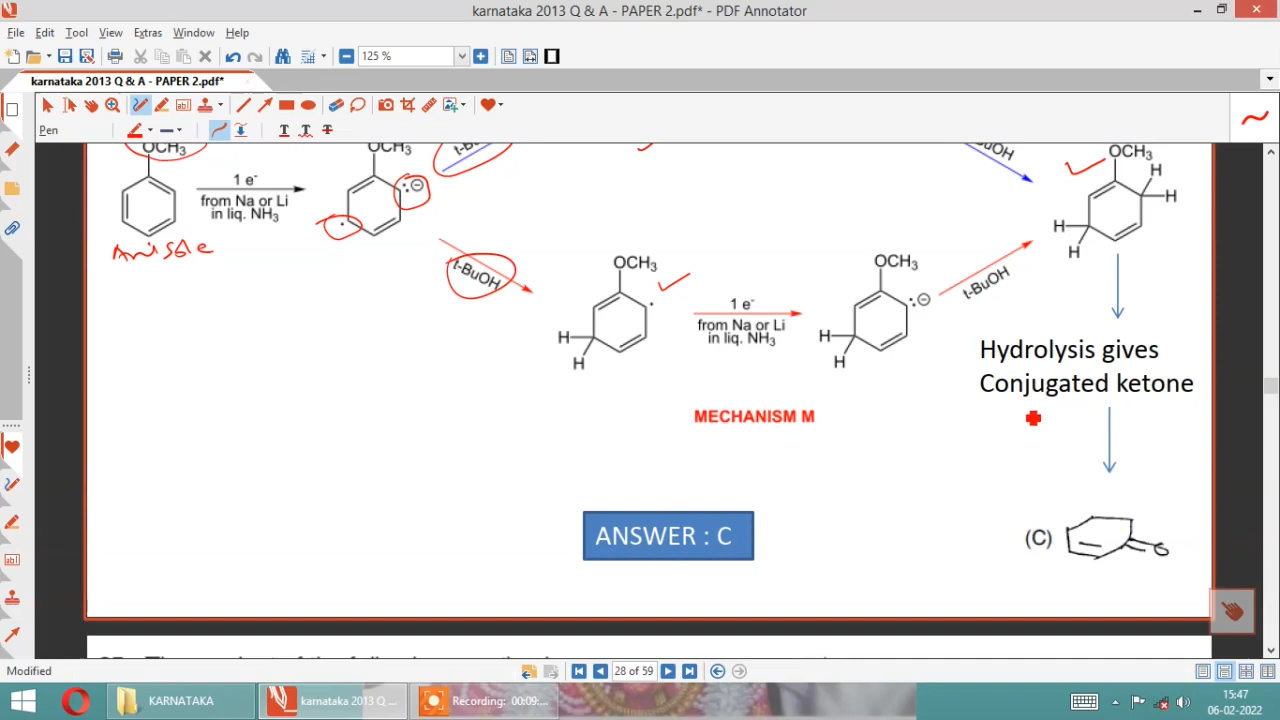 karnataka 2013 Q & A - PAPER 2.pdf* - PDF Annotator
File Edit Tool View Extras Window Help
125 %
karnataka 2013 Q & A - PAPER 2.pdf*
Pen
OCH3
1 e-
from Na or Li
in liq. NH3
OCH3
OCH3
H
H
H
H
Anisole
t-BuOH
OCH3
H
H
1 e-
from Na or Li
in liq. NH3
OCH3
H
H
t-BuOH
Hydrolysis gives
Conjugated ketone
MECHANISM M
ANSWER : C
(C)
O
Modified
28 of 59
KARNATAKA
karnataka 2013 Q ...
Recording: 00:09:...
15:47
06-02-2022